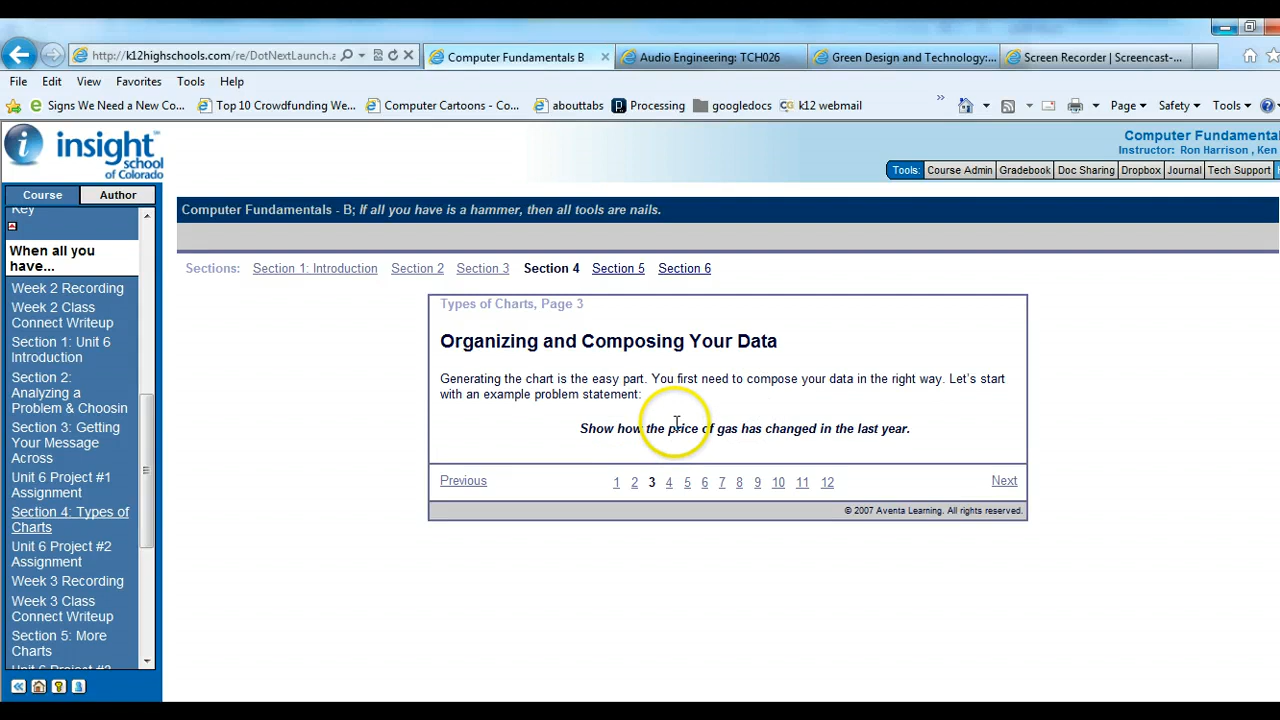 http://k12highschools.com/re/DotNextLaunch.a
Computer Fundamentals B
Audio Engineering: TCH026
Green Design and Technology:...
Screen Recorder | Screencast-...
File Edit View Favorites Tools Help
Signs We Need a New Co...
Top 10 Crowdfunding We...
Computer Cartoons - Co...
abouttabs
Processing
googledocs
k12 webmail
»
Page
Safety
Tools
insight
school
of Colorado
Computer Fundamental
Instructor: Ron Harrison , Ken
Tools: Course Admin Gradebook Doc Sharing Dropbox Journal Tech Support
Course Author
Key
When all you
have...
Week 2 Recording
Week 2 Class
Connect Writeup
Section 1: Unit 6
Introduction
Section 2:
Analyzing a
Problem & Choosin
Section 3: Getting
Your Message
Across
Unit 6 Project #1
Assignment
Section 4: Types of
Charts
Unit 6 Project #2
Assignment
Week 3 Recording
Week 3 Class
Connect Writeup
Section 5: More
Charts
Unit 6 Project #3
Computer Fundamentals - B; If all you have is a hammer, then all tools are nails.
Sections: Section 1: Introduction Section 2 Section 3 Section 4 Section 5 Section 6
Types of Charts, Page 3
Organizing and Composing Your Data
Generating the chart is the easy part. You first need to compose your data in the right way. Let's start
with an example problem statement:
Show how the price of gas has changed in the last year.
Previous 1 2 3 4 5 6 7 8 9 10 11 12 Next
© 2007 Aventa Learning. All rights reserved.